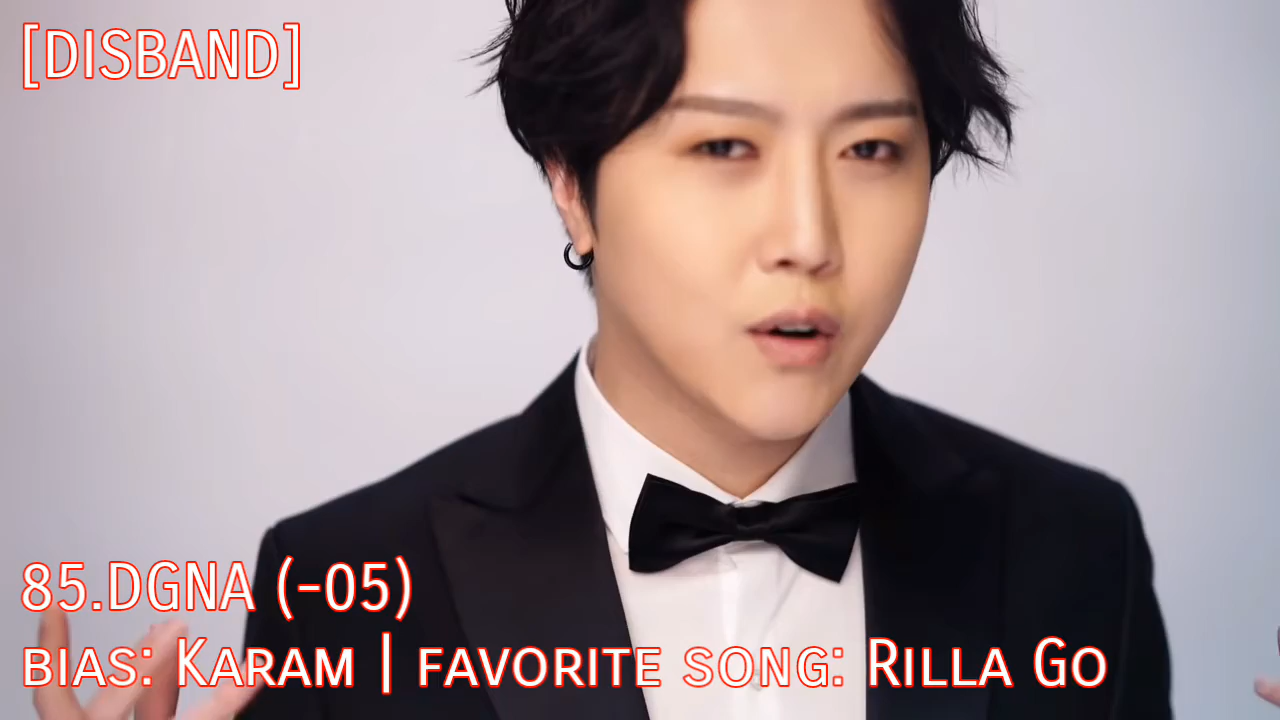 [DISBAND]
85.DGNA (-05)
BIAS: KARAM | FAVORITE SONG: RILLA GO